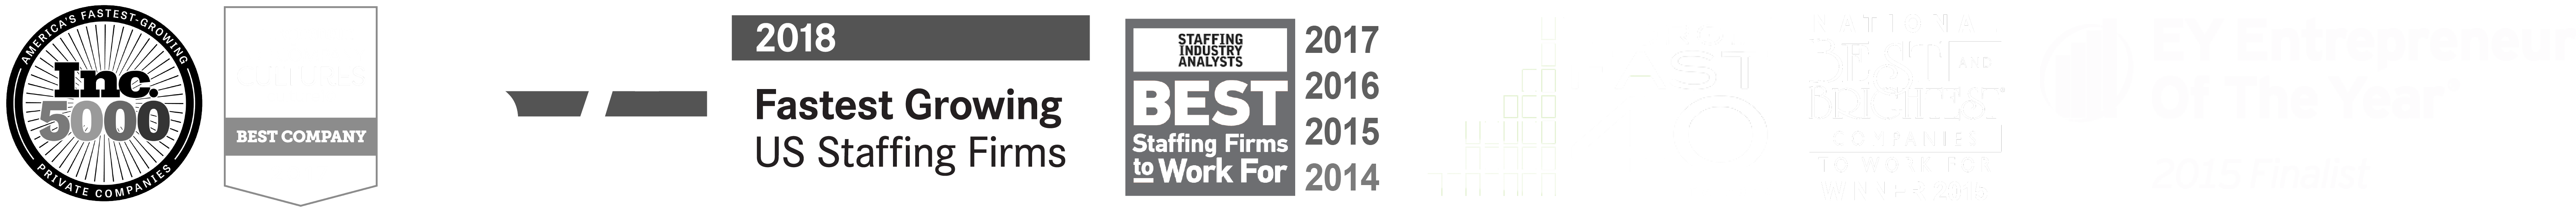 AMERICA'S FASTEST-GROWING
Inc.
5000
PRIVATE COMPANIES
CULTURES
BEST COMPANY
2018
Fastest Growing
US Staffing Firms
STAFFING
INDUSTRY
ANALYSTS
BEST
Staffing Firms
to Work For
2017
2016
2015
2014
ST
NATIONAL
BEST AND
BRIGHTEST
COMPANIES
TO WORK FOR
WINNER 2015
EY Entrepreneur
Of The Year
2015 Finalist